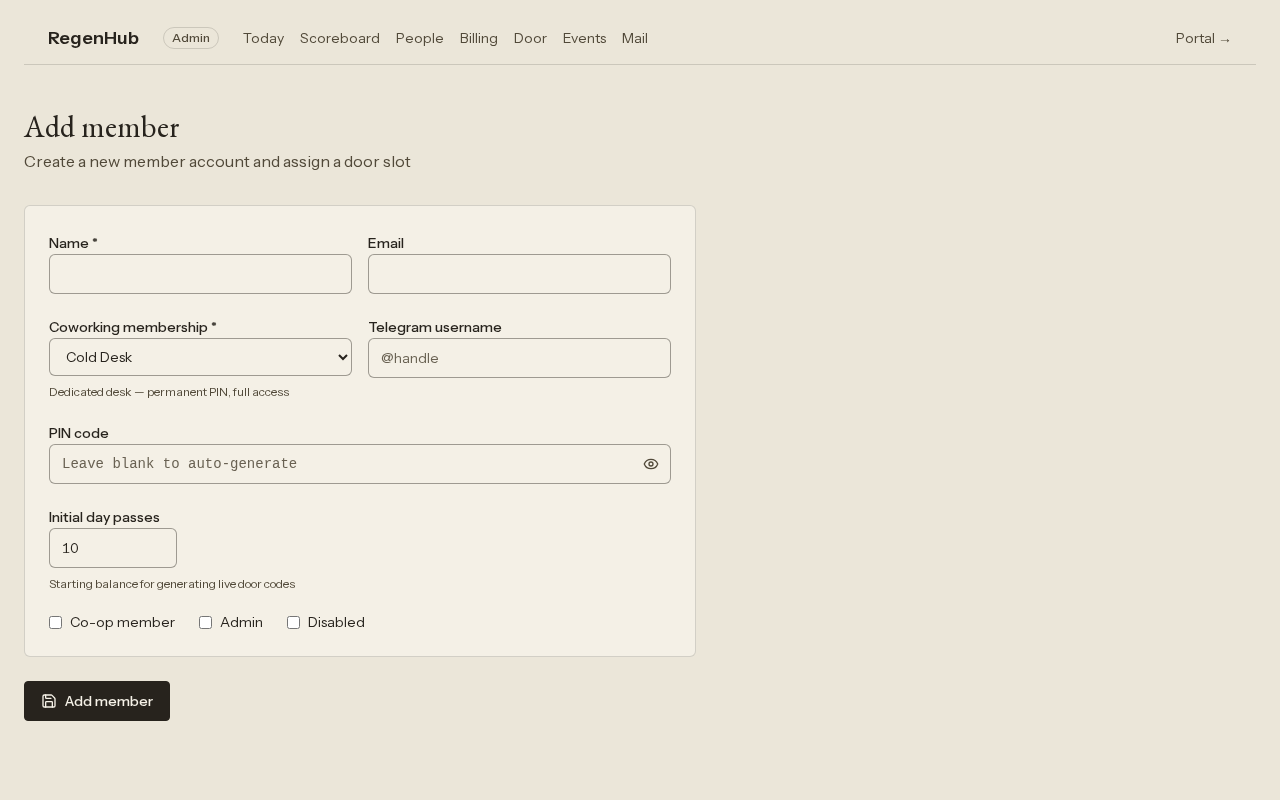 RegenHub Admin Today Scoreboard People Billing Door Events Mail Portal →
Add member
Create a new member account and assign a door slot
Name * Email
Coworking membership * Telegram username
Cold Desk @handle
Dedicated desk — permanent PIN, full access
PIN code
Leave blank to auto-generate
Initial day passes
10
Starting balance for generating live door codes
Co-op member Admin Disabled
Add member